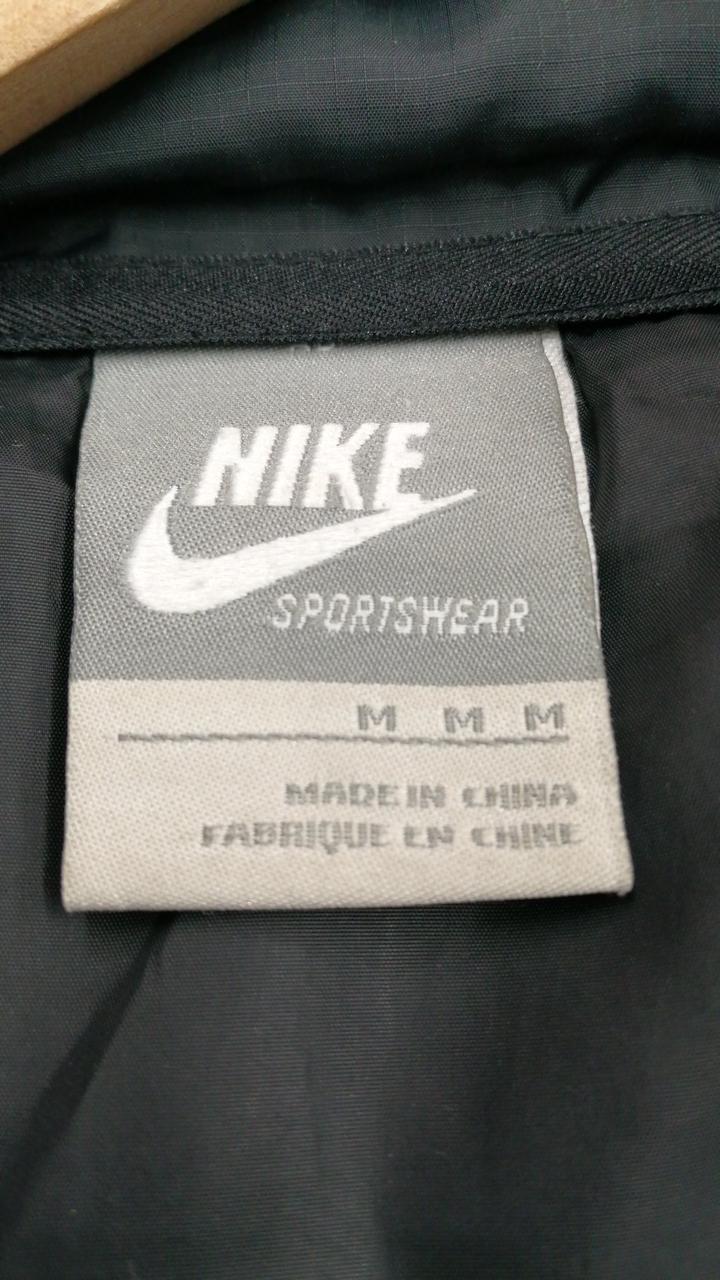 NIKE
SPORTSWEAR
M M M
MADE IN CHINA
FABRIQUE EN CHINE